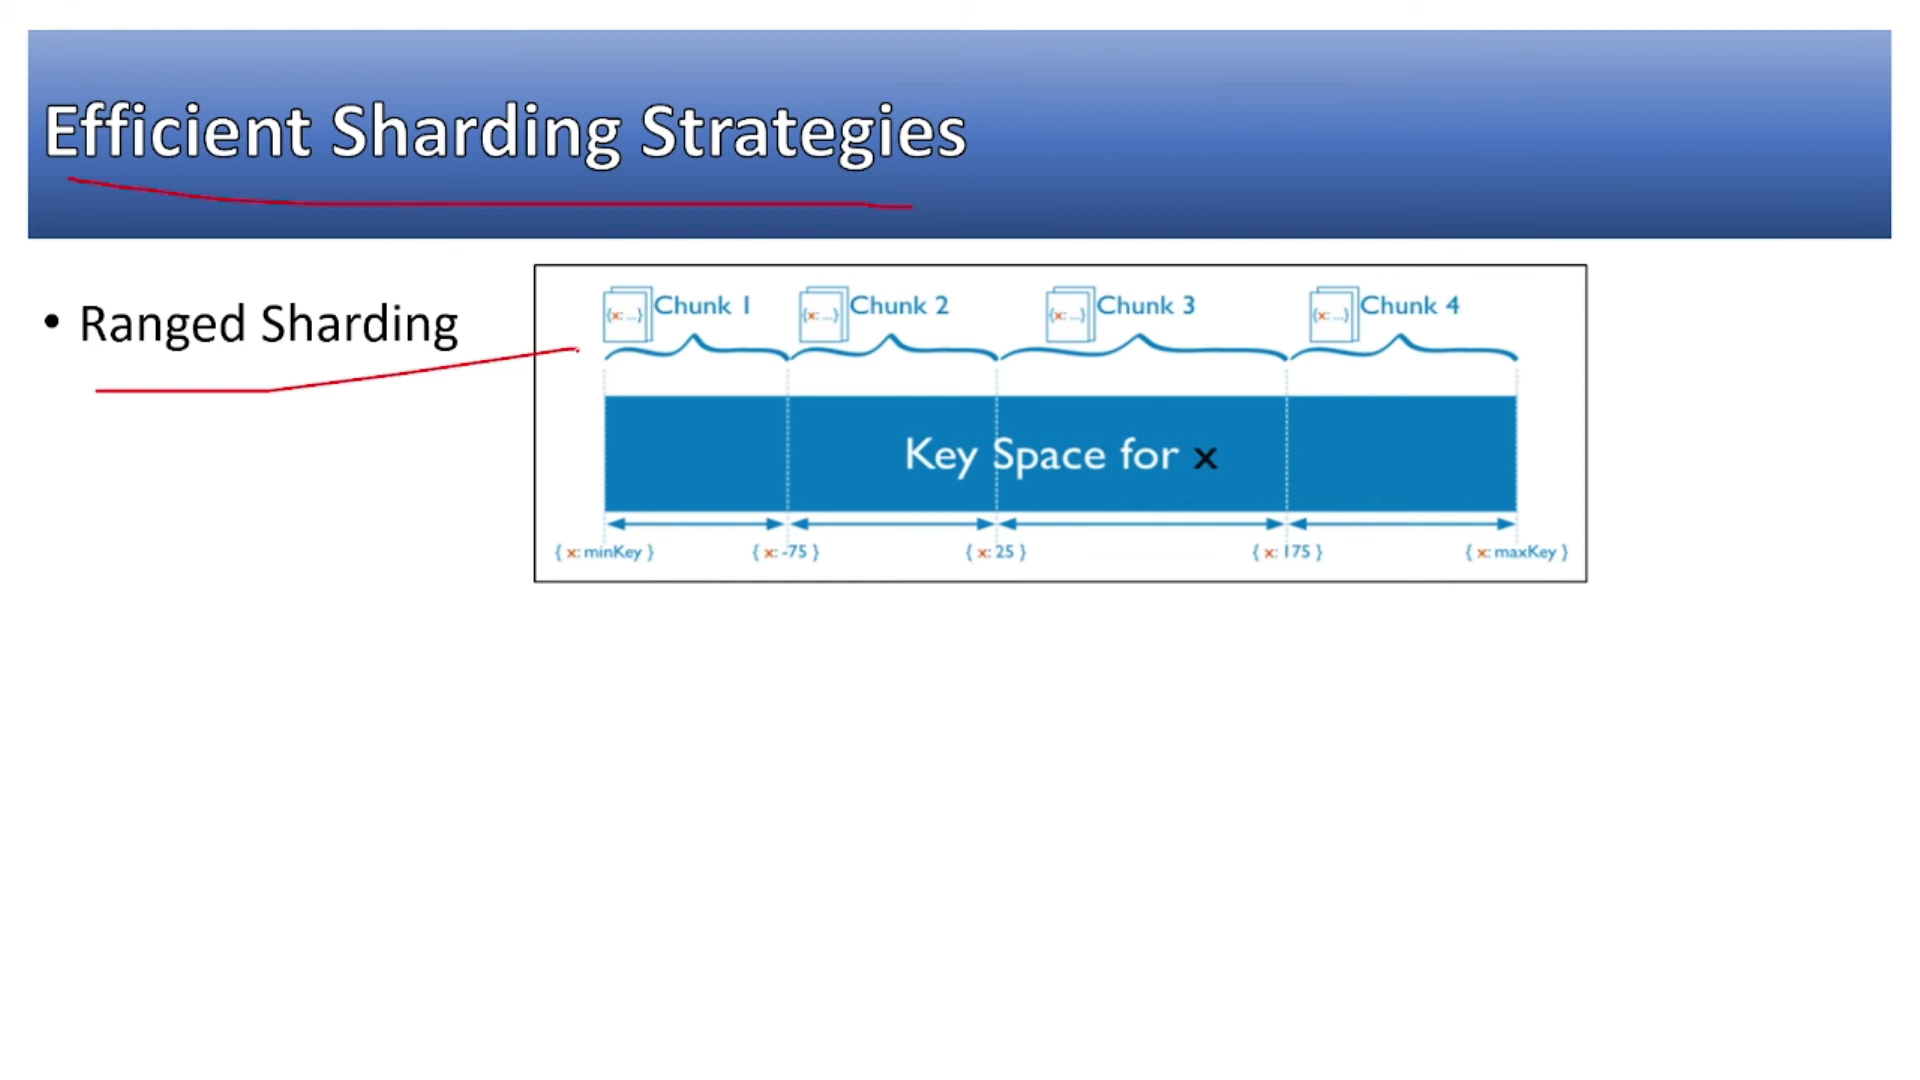 Efficient Sharding Strategies
• Ranged Sharding
{x: ...} Chunk 1 {x: ...} Chunk 2 {x: ...} Chunk 3 {x: ...} Chunk 4
Key Space for x
{ x: minKey } { x: -75 } { x: 25 } { x: 175 } { x: maxKey }